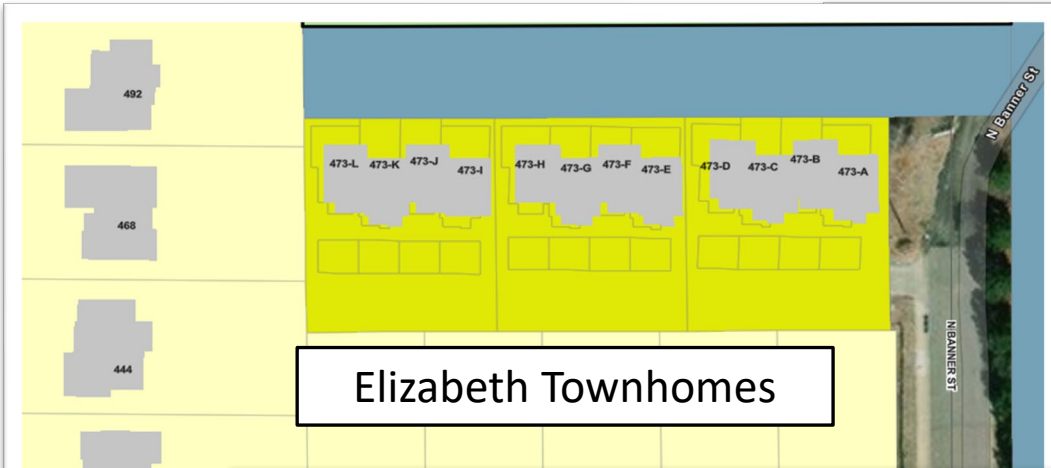 492
N Banner St
473-L 473-K 473-J 473-I 473-H 473-G 473-F 473-E 473-D 473-C 473-B 473-A
468
N BANNER ST
444
Elizabeth Townhomes